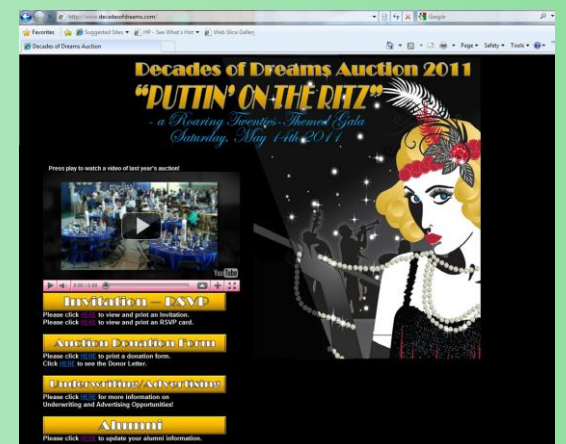 http://www.decadesofdreams.com/
Google
Favorites
Suggested Sites
HP - See What's Hot
Web Slice Gallery
Decades of Dreams Auction
Page
Safety
Tools
Decades of Dreams Auction 2011
"PUTTIN' ON THE RITZ"
- a Roaring Twenties-Themed Gala
Saturday, May 14th 2011
Press play to watch a video of last year's auction!
YouTube
Invitation – RSVP
Please click HERE to view and print an Invitation.
Please click HERE to view and print an RSVP card.
Auction Donation Form
Please click HERE to print a donation form.
Click HERE to see the Donor Letter.
Underwriting/Advertising
Please click HERE for more information on
Underwriting and Advertising Opportunities!
Alumni
Please click HERE to update your alumni information.